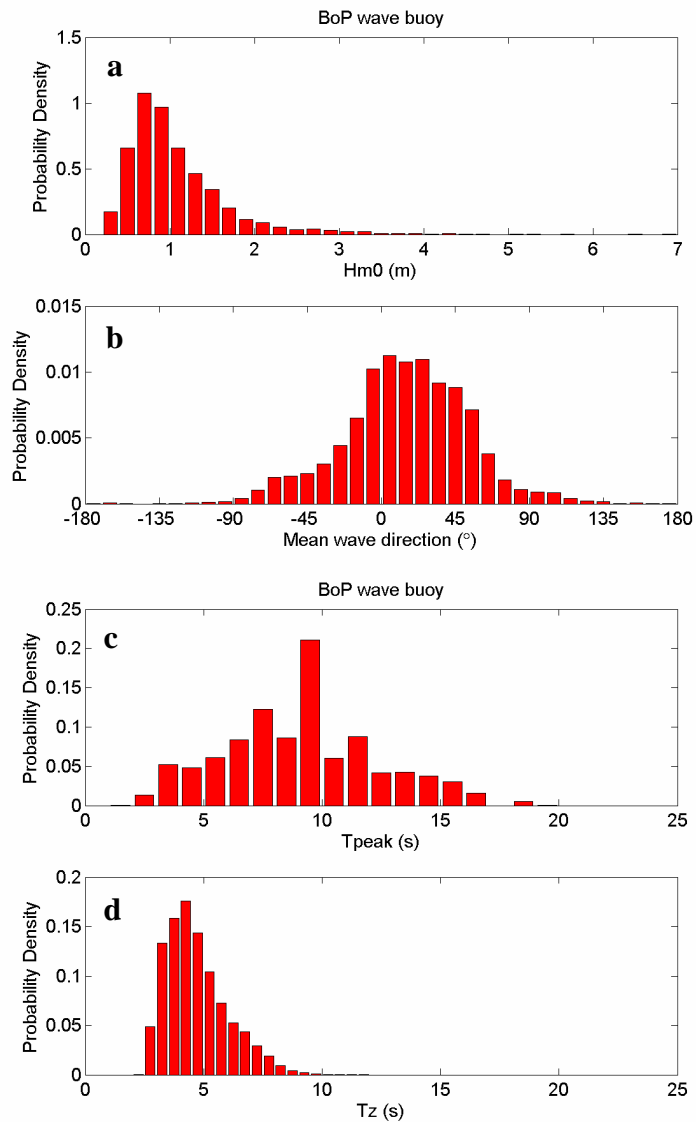 BoP wave buoy
a
1.5
1
0.5
0
Probability Density
0 1 2 3 4 5 6 7
Hm0 (m)
b
0.015
0.01
0.005
0
Probability Density
-180 -135 -90 -45 0 45 90 135 180
Mean wave direction (°)
BoP wave buoy
c
0.25
0.2
0.15
0.1
0.05
0
Probability Density
0 5 10 15 20 25
Tpeak (s)
d
0.2
0.15
0.1
0.05
0
Probability Density
0 5 10 15 20 25
Tz (s)